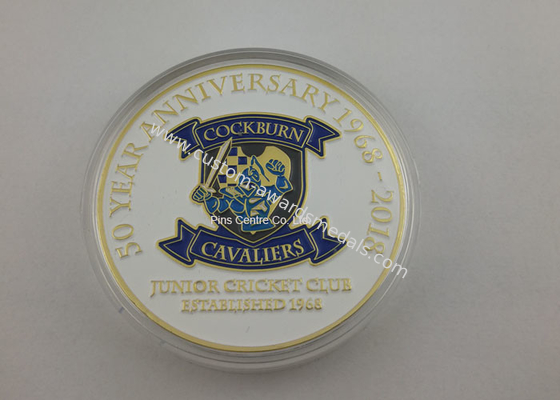 50 YEAR ANNIVERSARY 1968 - 2018
COCKBURN
CAVALIERS
JUNIOR CRICKET CLUB
ESTABLISHED 1968
www.custom-awardsmedals.com
Pins Centre Co. Ltd